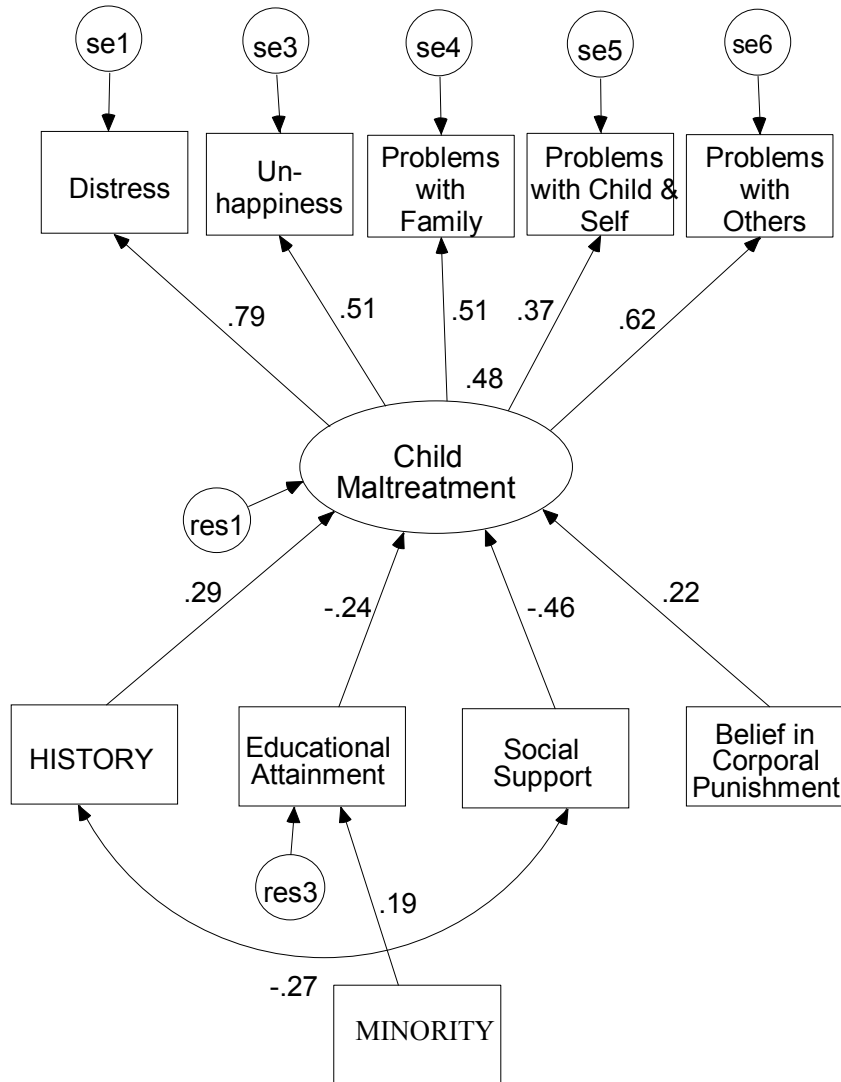 se1
se3
se4
se5
se6
Distress
Un-
happiness
Problems
with
Family
Problems
with Child &
Self
Problems
with
Others
.79
.51
.51
.37
.62
.48
Child
Maltreatment
res1
.29
-.24
-.46
.22
HISTORY
Educational
Attainment
Social
Support
Belief in
Corporal
Punishment
res3
.19
-.27
MINORITY